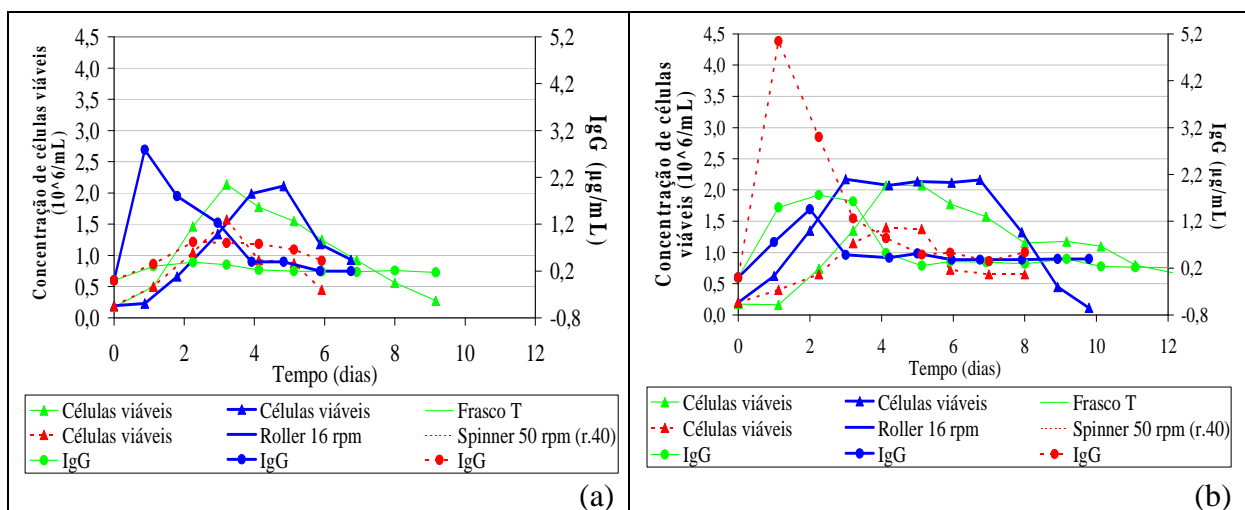 Concentração de células viáveis
(10^6/mL)
4,5
4,0
3,5
3,0
2,5
2,0
1,5
1,0
0,5
0,0
5,2
4,2
3,2
2,2
1,2
0,2
-0,8
IgG (µg/mL)
0 2 4 6 8 10 12
Tempo (dias)
Células viáveis Células viáveis Frasco T
Células viáveis Roller 16 rpm Spinner 50 rpm (r.40)
IgG IgG IgG
(a)
Concentração de células
viáveis (10^6/mL)
4,5
4,0
3,5
3,0
2,5
2,0
1,5
1,0
0,5
0,0
5,2
4,2
3,2
2,2
1,2
0,2
-0,8
IgG (µg/mL)
0 2 4 6 8 10 12
Tempo (dias)
Células viáveis Células viáveis Frasco T
Células viáveis Roller 16 rpm Spinner 50 rpm (r.40)
IgG IgG IgG
(b)